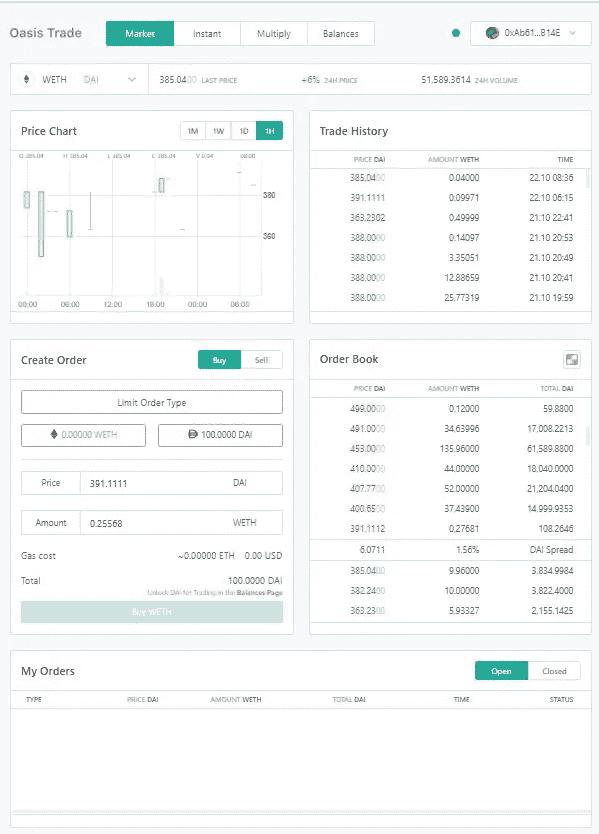 Oasis Trade Market Instant Multiply Balances 0xAb61...B14E
WETH DAI 385.0400 LAST PRICE +6% 24H PRICE 51,589.3614 24H VOLUME
Price Chart 1M 1W 1D 1H
O 385.04 H 385.04 L 385.04 C 385.04 V 0.04 08:00
380
360
00:00 06:00 12:00 18:00 00:00 06:00
Trade History
PRICE DAI AMOUNT WETH TIME
385.0400 0.04000 22.10 08:36
391.1111 0.09971 22.10 06:15
363.2302 0.49999 21.10 22:41
388.0000 0.14097 21.10 20:53
388.0000 3.35051 21.10 20:49
388.0000 12.88659 21.10 20:41
388.0000 25.77319 21.10 19:59
Create Order Buy Sell
Limit Order Type
0.00000 WETH 100.0000 DAI
Price 391.1111 DAI
Amount 0.25568 WETH
Gas cost ~0.00000 ETH 0.00 USD
Total 100.0000 DAI
Unlock DAI for Trading in the Balances Page
Buy WETH
Order Book
PRICE DAI AMOUNT WETH TOTAL DAI
499.0000 0.12000 59.8800
491.0000 34.63996 17,008.2213
453.0000 135.96000 61,589.8800
410.0000 44.00000 18,040.0000
407.7700 52.00000 21,204.0400
400.6500 37.43900 14,999.9353
391.1112 0.27681 108.2646
6.0711 1.56% DAI Spread
385.0400 9.96000 3,834.9984
382.2400 10.00000 3,822.4000
363.2300 5.93327 2,155.1425
My Orders Open Closed
TYPE PRICE DAI AMOUNT WETH TOTAL DAI TIME STATUS